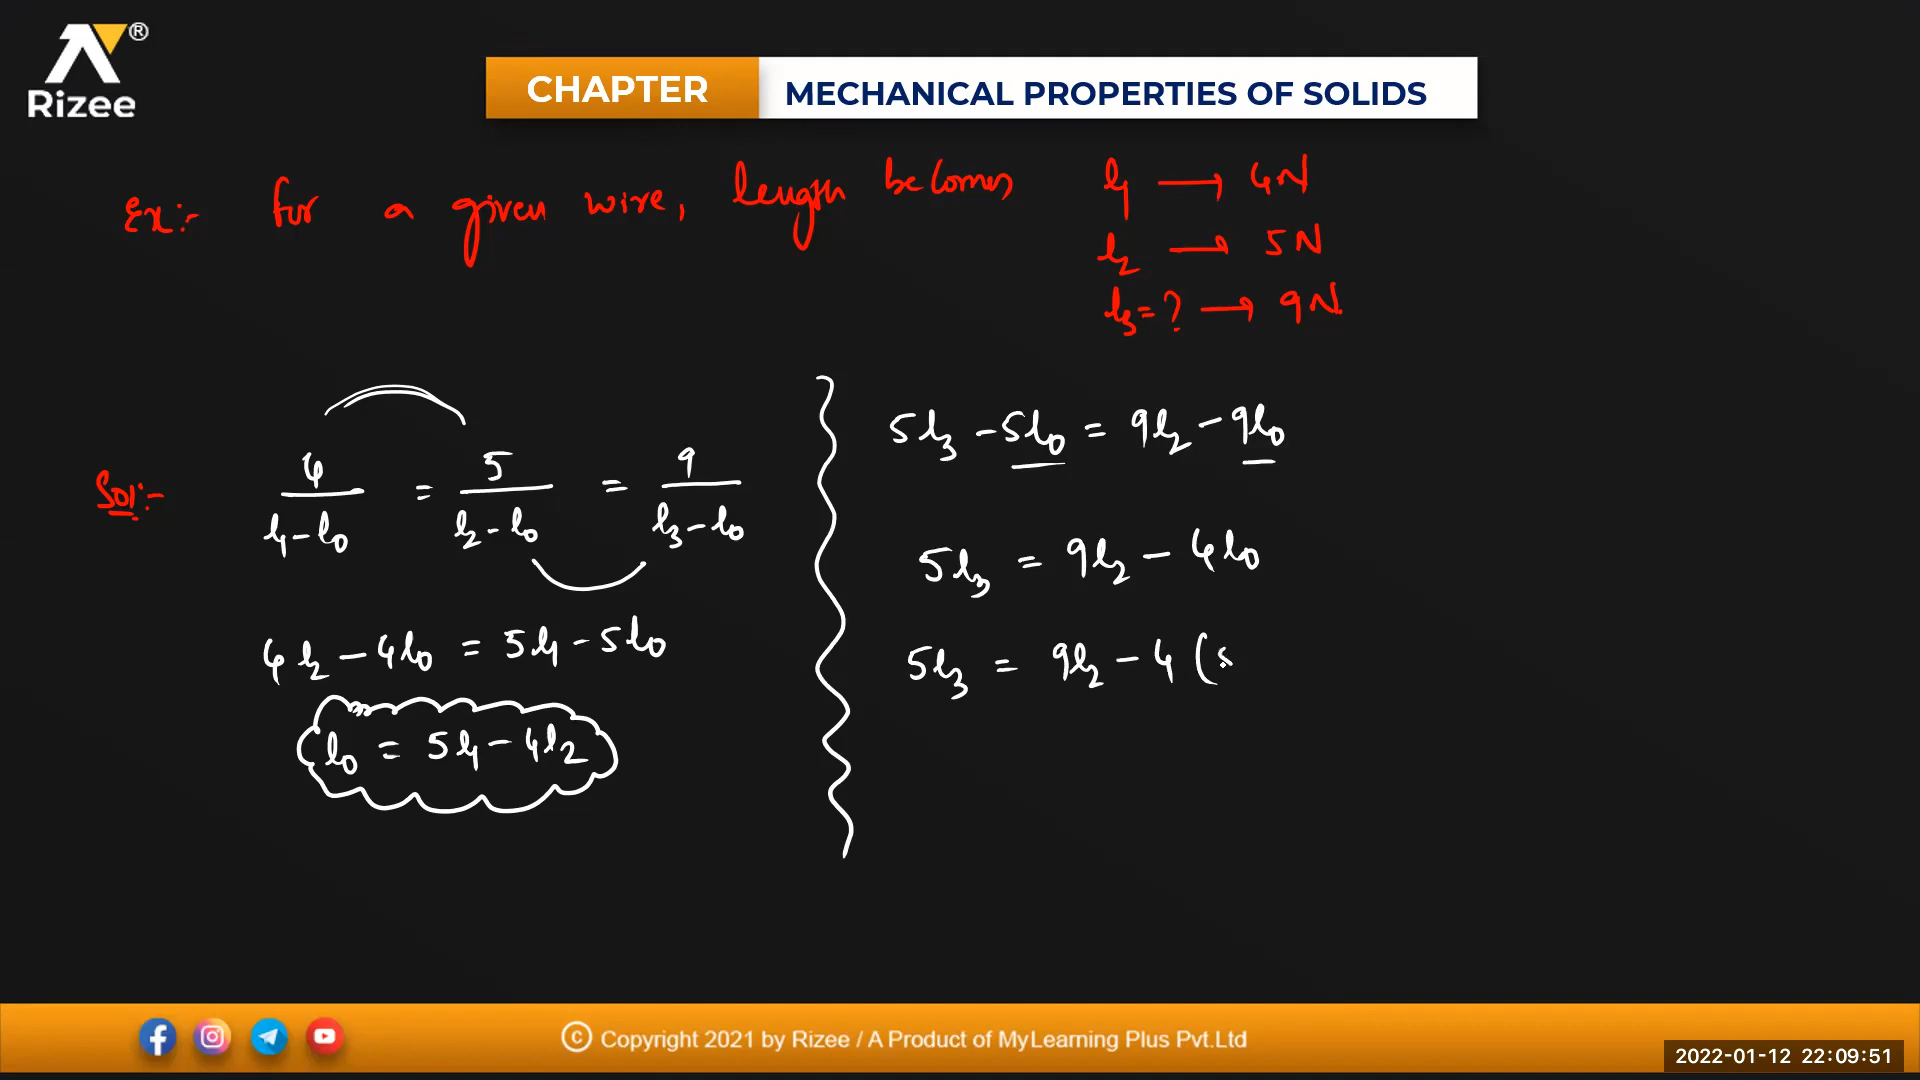 ®
Rizee
CHAPTER MECHANICAL PROPERTIES OF SOLIDS
Ex:- For a given wire, length becomes l₁ → 4N
l₂ → 5N
l₃ = ? → 9N
Sol:- 4/(l₁ - l₀) = 5/(l₂ - l₀) = 9/(l₃ - l₀)
4l₂ - 4l₀ = 5l₁ - 5l₀
l₀ = 5l₁ - 4l₂
5l₃ - 5l₀ = 9l₂ - 9l₀
5l₃ = 9l₂ - 4l₀
5l₃ = 9l₂ - 4 (5
© Copyright 2021 by Rizee / A Product of MyLearning Plus Pvt.Ltd
2022-01-12 22:09:51